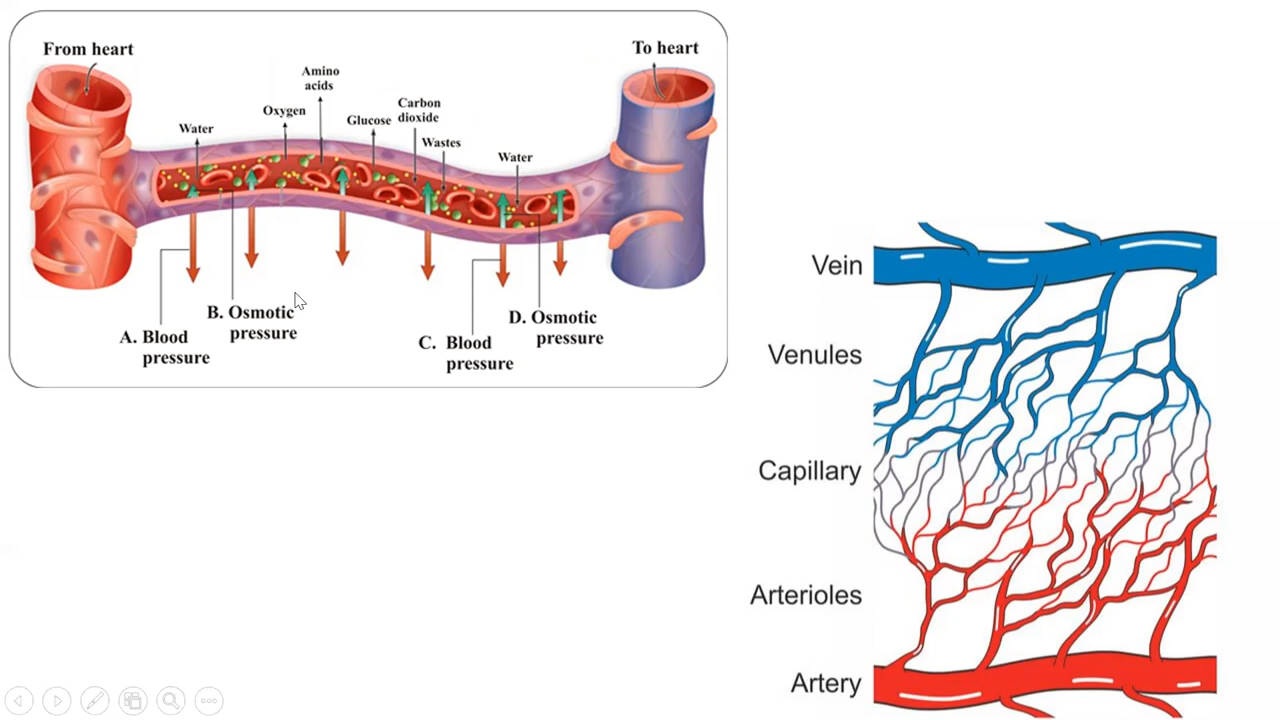 From heart
To heart
Amino
acids
Oxygen
Carbon
dioxide
Glucose
Water
Wastes
Water
B. Osmotic
pressure
A. Blood
pressure
D. Osmotic
pressure
C. Blood
pressure
Vein
Venules
Capillary
Arterioles
Artery